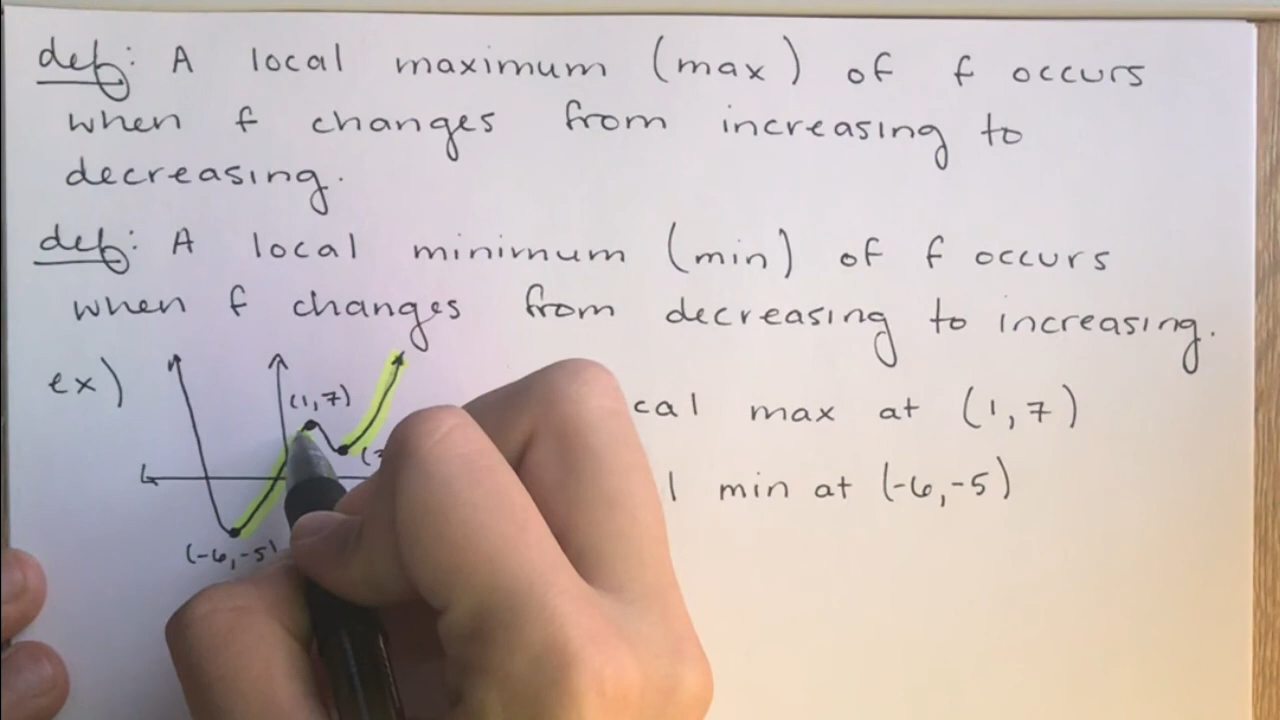 def: A local maximum (max) of f occurs
when f changes from increasing to
decreasing.
def: A local minimum (min) of f occurs
when f changes from decreasing to increasing.
ex)
(1,7)
(-6,-5)
max at (1,7)
min at (-6,-5)